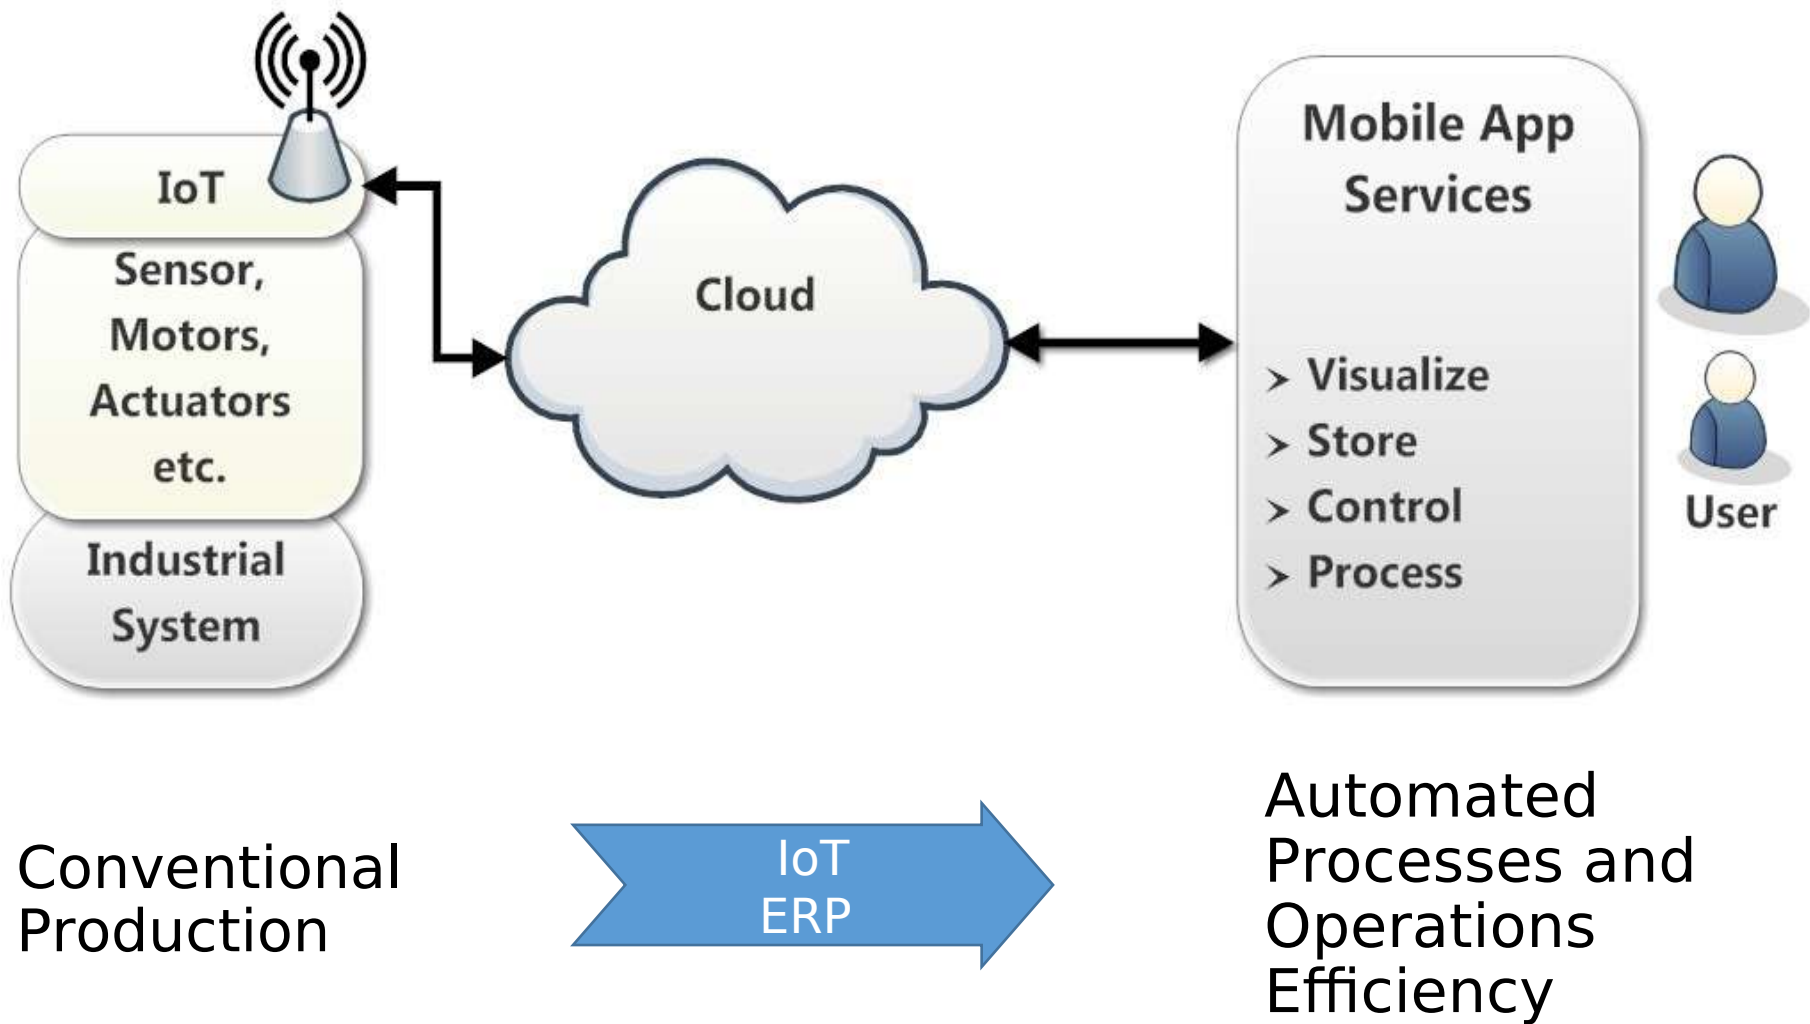 IoT
Sensor,
Motors,
Actuators
etc.
Industrial
System
Cloud
Mobile App
Services
➢ Visualize
➢ Store
➢ Control
➢ Process
User
Conventional
Production
IoT
ERP
Automated
Processes and
Operations
Efficiency